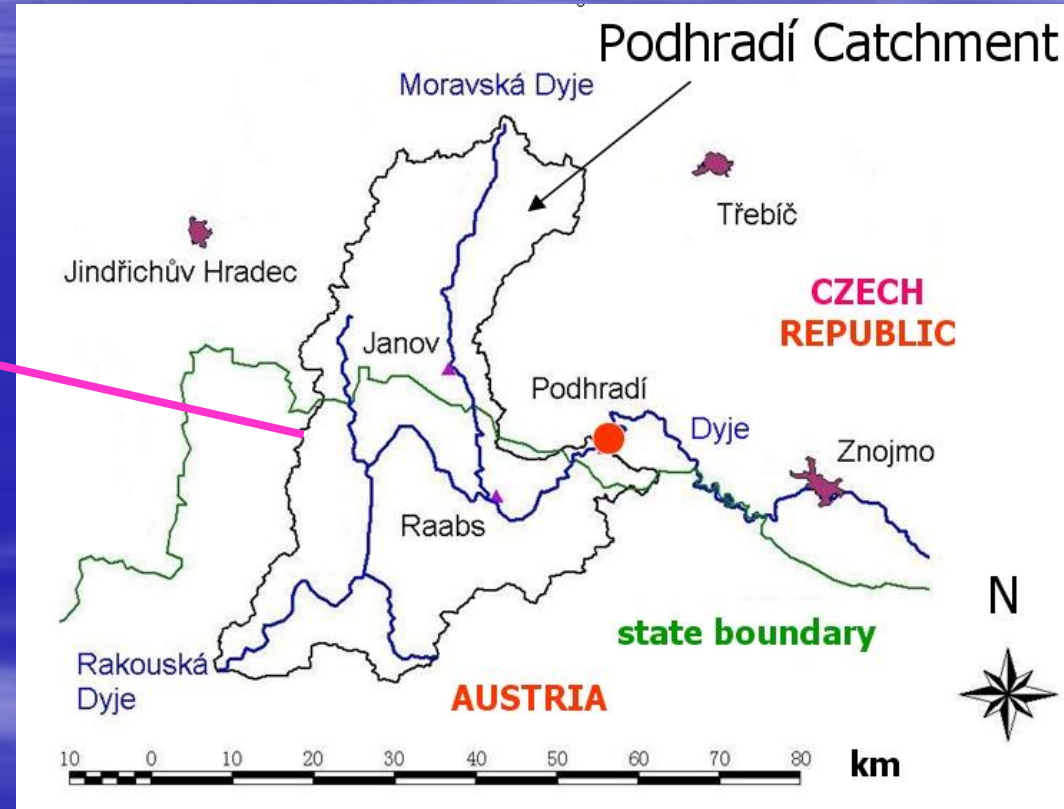 Podhradí Catchment
Moravská Dyje
Třebíč
Jindřichův Hradec
CZECH
REPUBLIC
Janov
Podhradí
Dyje
Znojmo
Raabs
N
state boundary
Rakouská
Dyje
AUSTRIA
10 0 10 20 30 40 50 60 70 80 km